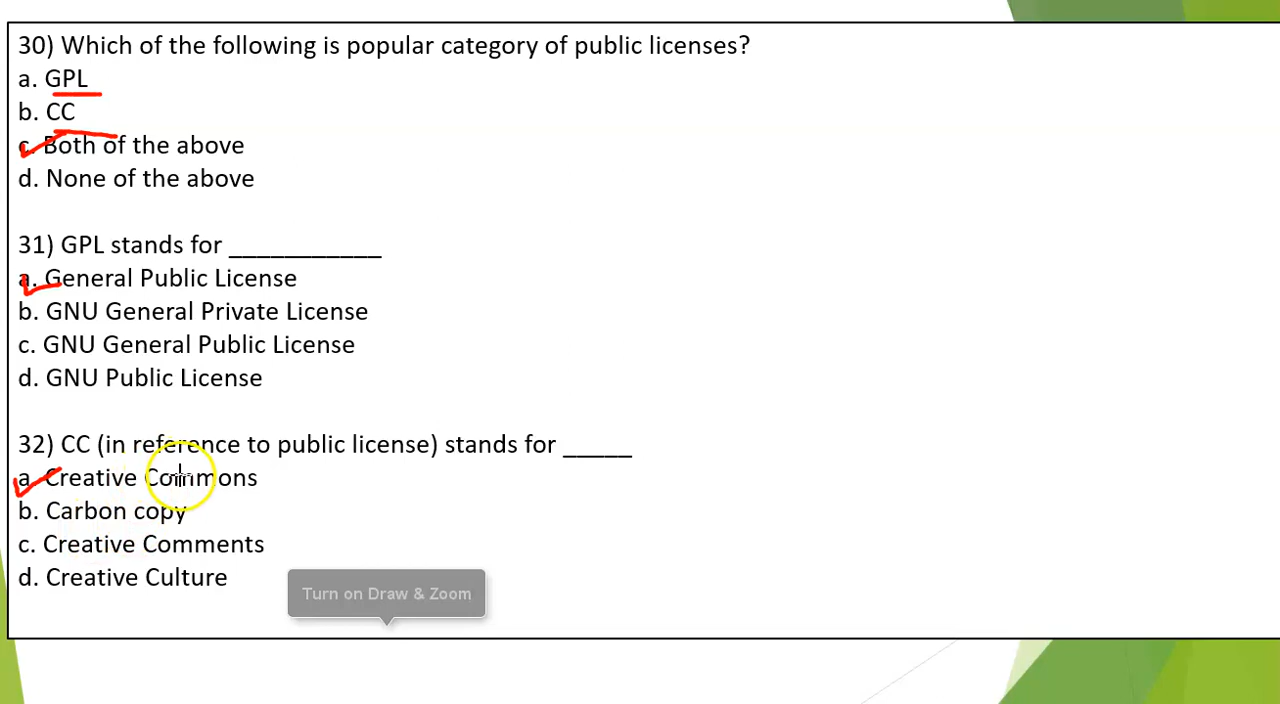 30) Which of the following is popular category of public licenses?
a. GPL
b. CC
c. Both of the above
d. None of the above
31) GPL stands for ___________
a. General Public License
b. GNU General Private License
c. GNU General Public License
d. GNU Public License
32) CC (in reference to public license) stands for _____
a. Creative Commons
b. Carbon copy
c. Creative Comments
d. Creative Culture
Turn on Draw & Zoom